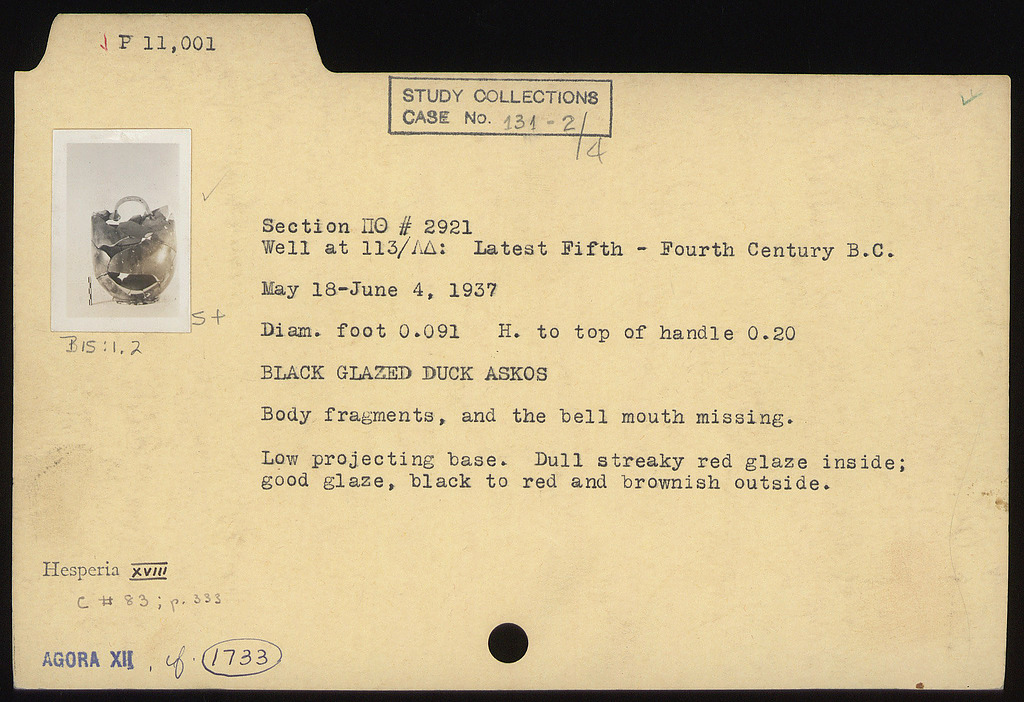 P 11,001
STUDY COLLECTIONS
CASE No. 131-2/4
Section ΠΘ # 2921
Well at 113/ΛΔ: Latest Fifth - Fourth Century B.C.
May 18-June 4, 1937
Diam. foot 0.091 H. to top of handle 0.20
BLACK GLAZED DUCK ASKOS
Body fragments, and the bell mouth missing.
Low projecting base. Dull streaky red glaze inside;
good glaze, black to red and brownish outside.
S+
B15:1.2
Hesperia XVIII
C # 83; p. 333
AGORA XII, cf. 1733